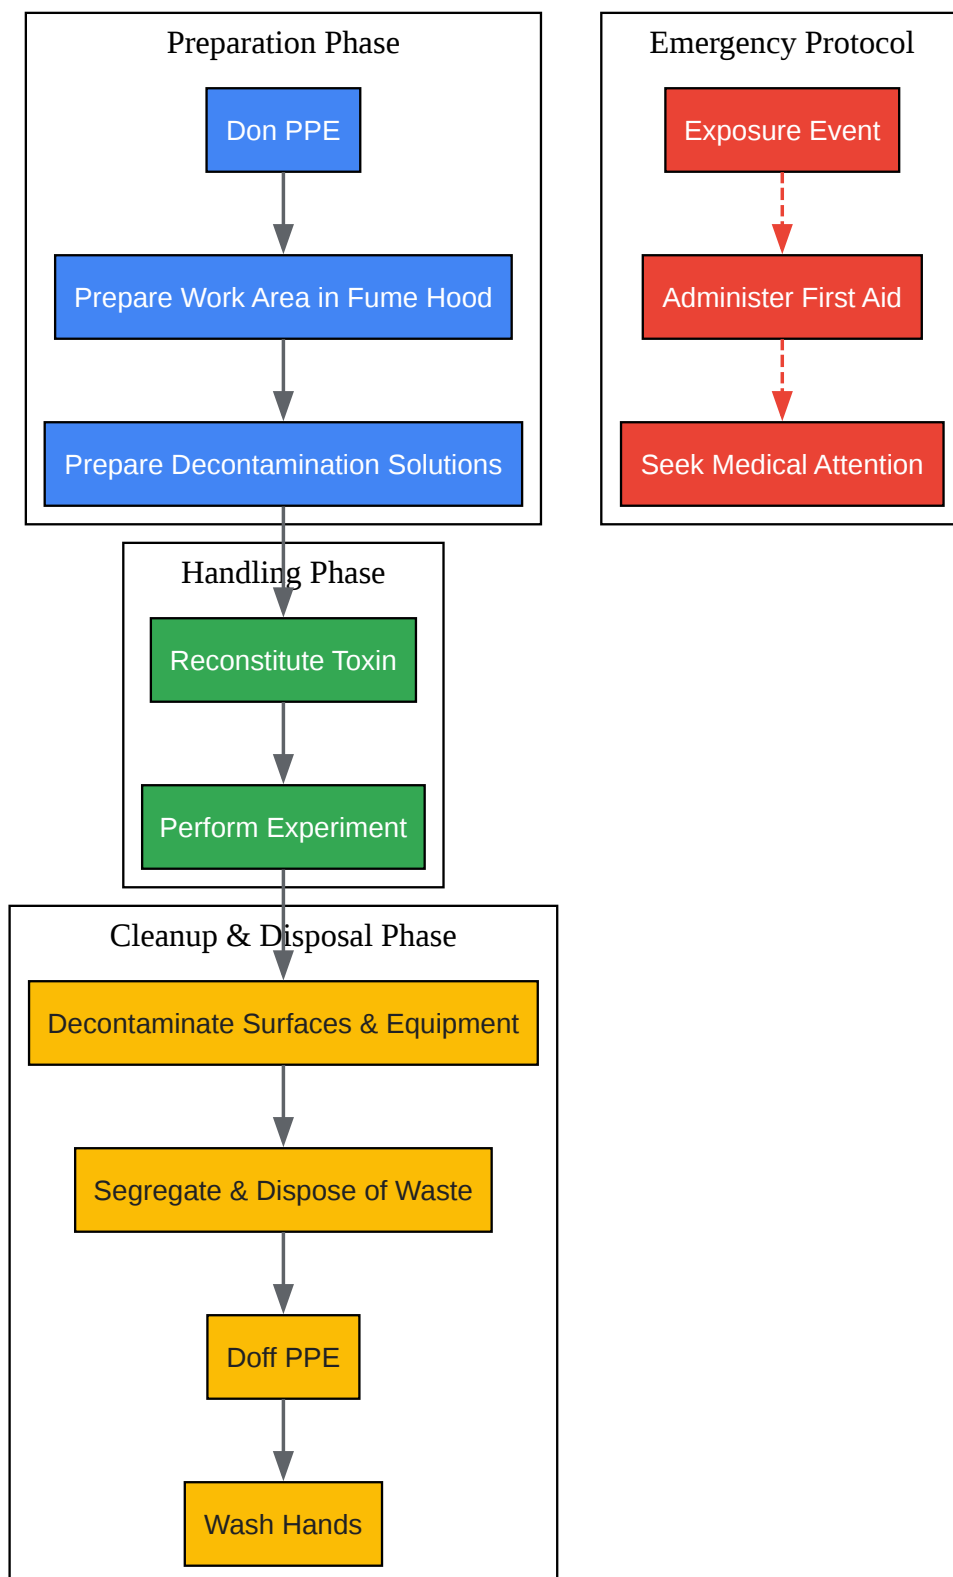 Preparation Phase
Don PPE
Prepare Work Area in Fume Hood
Prepare Decontamination Solutions
Handling Phase
Reconstitute Toxin
Perform Experiment
Cleanup & Disposal Phase
Decontaminate Surfaces & Equipment
Segregate & Dispose of Waste
Doff PPE
Wash Hands
Emergency Protocol
Exposure Event
Administer First Aid
Seek Medical Attention